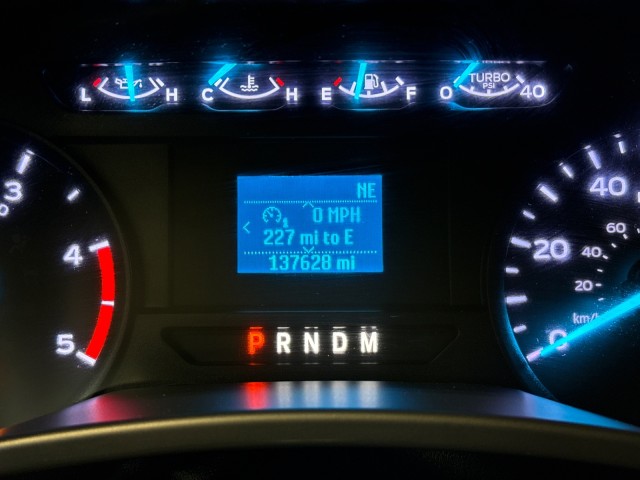 L H C H E F O TURBO PSI 40
NE
0 MPH
227 mi to E
137628 mi
3
4
5
P R N D M
40
60
20
40
20
km/h
0